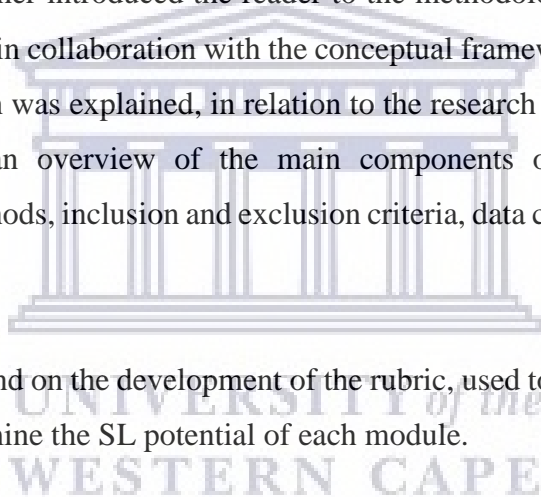 her introduced the reader to the methodolo
in collaboration with the conceptual framew
n was explained, in relation to the research
an overview of the main components o
nods, inclusion and exclusion criteria, data c
nd on the development of the rubric, used to
UNIVERSITY of the
nine the SL potential of each module.
WESTERN CAPE